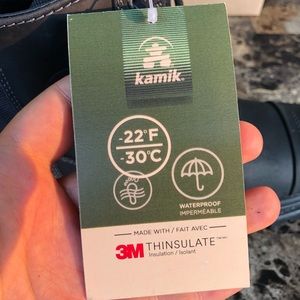 kamik
-22°F
-30°C
WATERPROOF
IMPERMÉABLE
MADE WITH / FAIT AVEC
3M THINSULATE
Insulation / Isolant